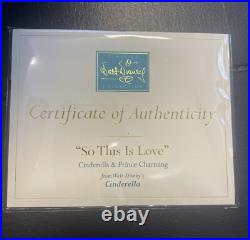 Walt Disney
COLLECTION
Certificate of Authenticity
"So This Is Love"
Cinderella & Prince Charming
from Walt Disney's
Cinderella